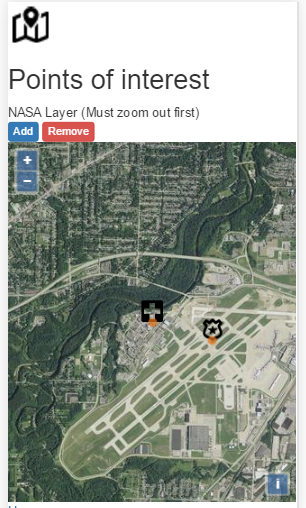 Points of interest
NASA Layer (Must zoom out first)
Add Remove
+
−
i